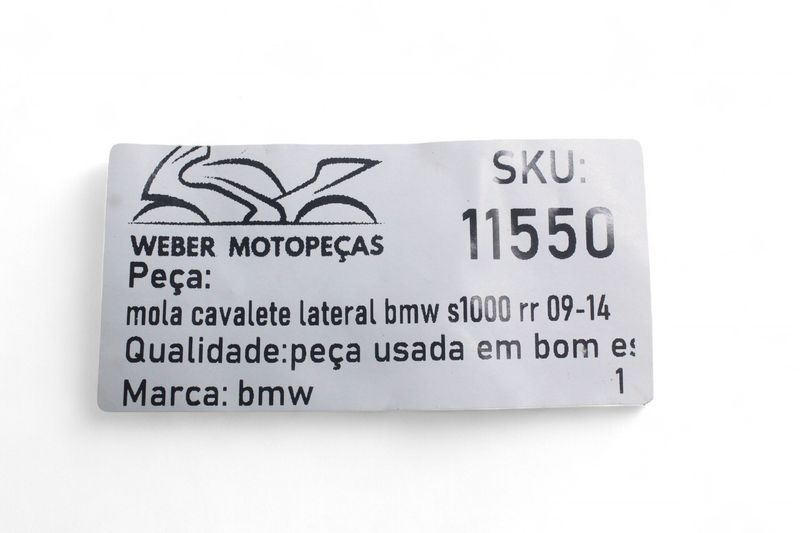 WEBER MOTOPEÇAS
SKU:
11550
Peça:
mola cavalete lateral bmw s1000 rr 09-14
Qualidade:peça usada em bom es
Marca: bmw
1